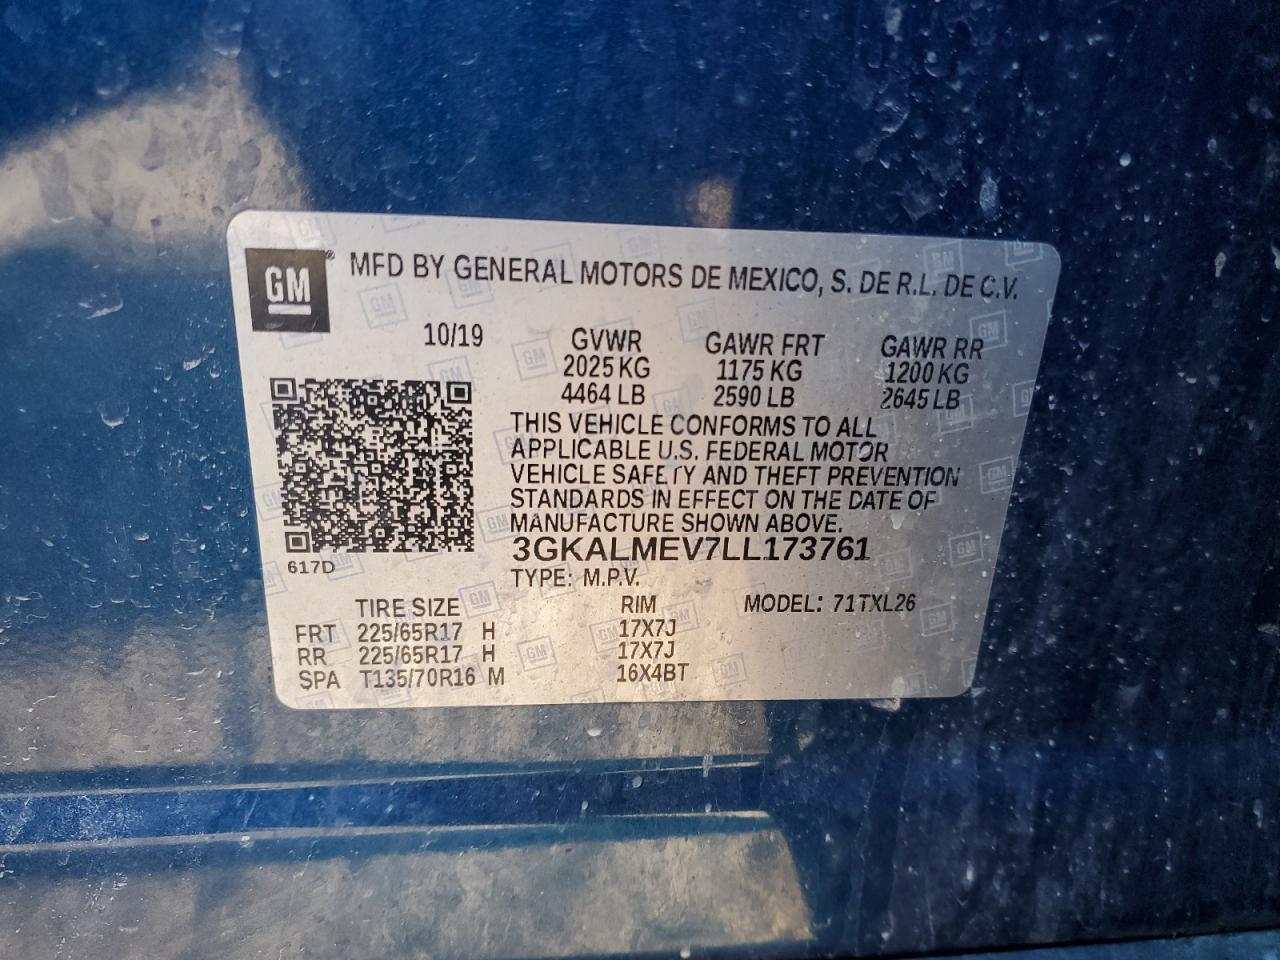 GM® MFD BY GENERAL MOTORS DE MEXICO, S. DE R.L. DE C.V.
10/19 GVWR GAWR FRT GAWR RR
2025 KG 1175 KG 1200 KG
4464 LB 2590 LB 2645 LB
THIS VEHICLE CONFORMS TO ALL
APPLICABLE U.S. FEDERAL MOTOR
VEHICLE SAFETY AND THEFT PREVENTION
STANDARDS IN EFFECT ON THE DATE OF
MANUFACTURE SHOWN ABOVE.
3GKALMEV7LL173761
617D
TYPE: M.P.V.
TIRE SIZE RIM MODEL: 71TXL26
FRT 225/65R17 H 17X7J
RR 225/65R17 H 17X7J
SPA T135/70R16 M 16X4BT